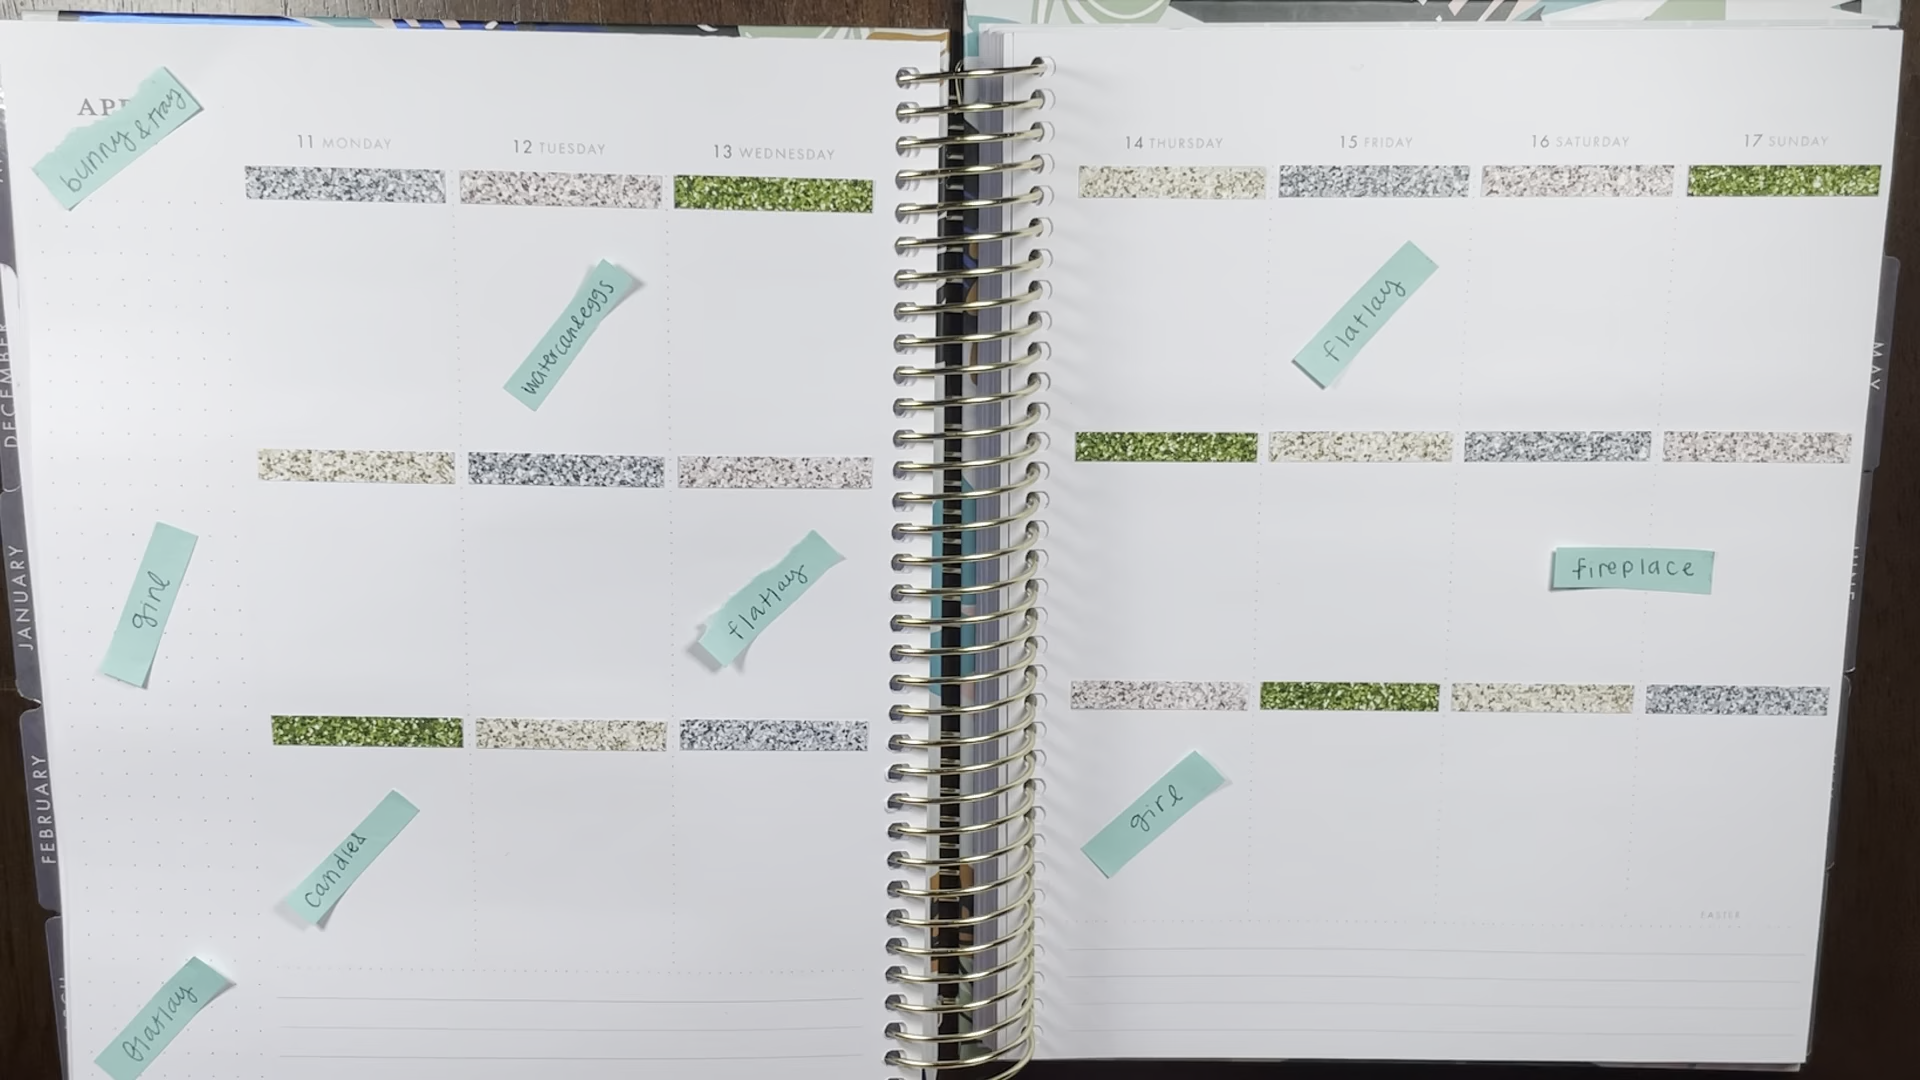 APR
bunny & tray
11 MONDAY
12 TUESDAY
13 WEDNESDAY
14 THURSDAY
15 FRIDAY
16 SATURDAY
17 SUNDAY
watercan&eggs
flatlay
girl
flatlay
fireplace
candles
girl
flatlay
EASTER
DECEMBER
JANUARY
FEBRUARY
MAY